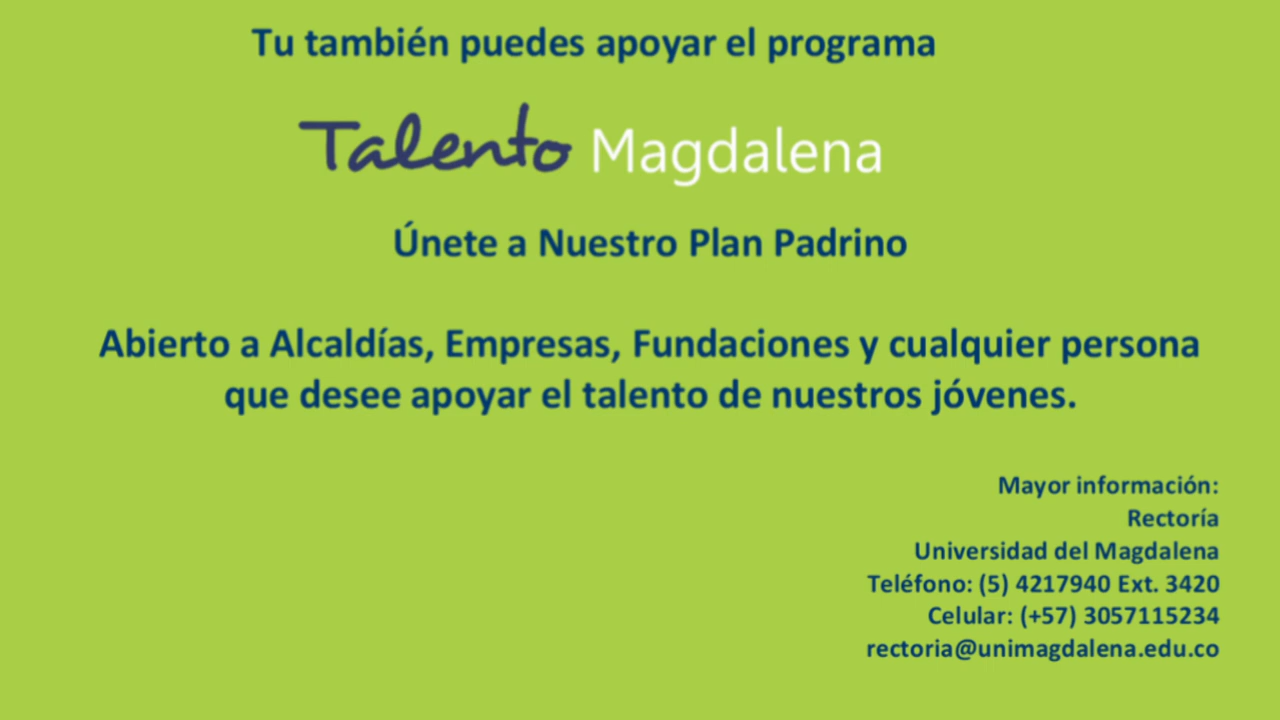 Tu también puedes apoyar el programa
Talento Magdalena
Únete a Nuestro Plan Padrino
Abierto a Alcaldías, Empresas, Fundaciones y cualquier persona
que desee apoyar el talento de nuestros jóvenes.
Mayor información:
Rectoría
Universidad del Magdalena
Teléfono: (5) 4217940 Ext. 3420
Celular: (+57) 3057115234
rectoria@unimagdalena.edu.co